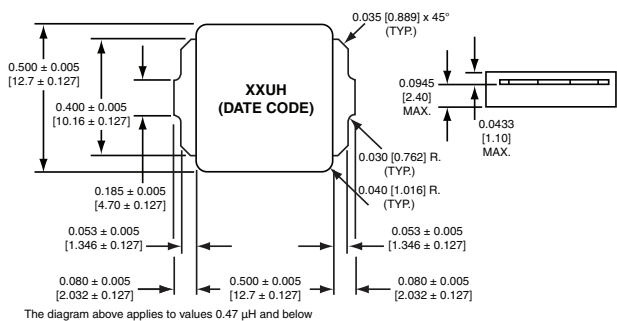 0.035 [0.889] x 45°
(TYP.)
0.500 ± 0.005
[12.7 ± 0.127]
XXUH
(DATE CODE)
0.0945
[2.40]
MAX.
0.400 ± 0.005
[10.16 ± 0.127]
0.0433
[1.10]
MAX.
0.030 [0.762] R.
(TYP.)
0.185 ± 0.005
[4.70 ± 0.127]
0.040 [1.016] R.
(TYP.)
0.053 ± 0.005
[1.346 ± 0.127]
0.053 ± 0.005
[1.346 ± 0.127]
0.080 ± 0.005
[2.032 ± 0.127]
0.500 ± 0.005
[12.7 ± 0.127]
0.080 ± 0.005
[2.032 ± 0.127]
The diagram above applies to values 0.47 µH and below